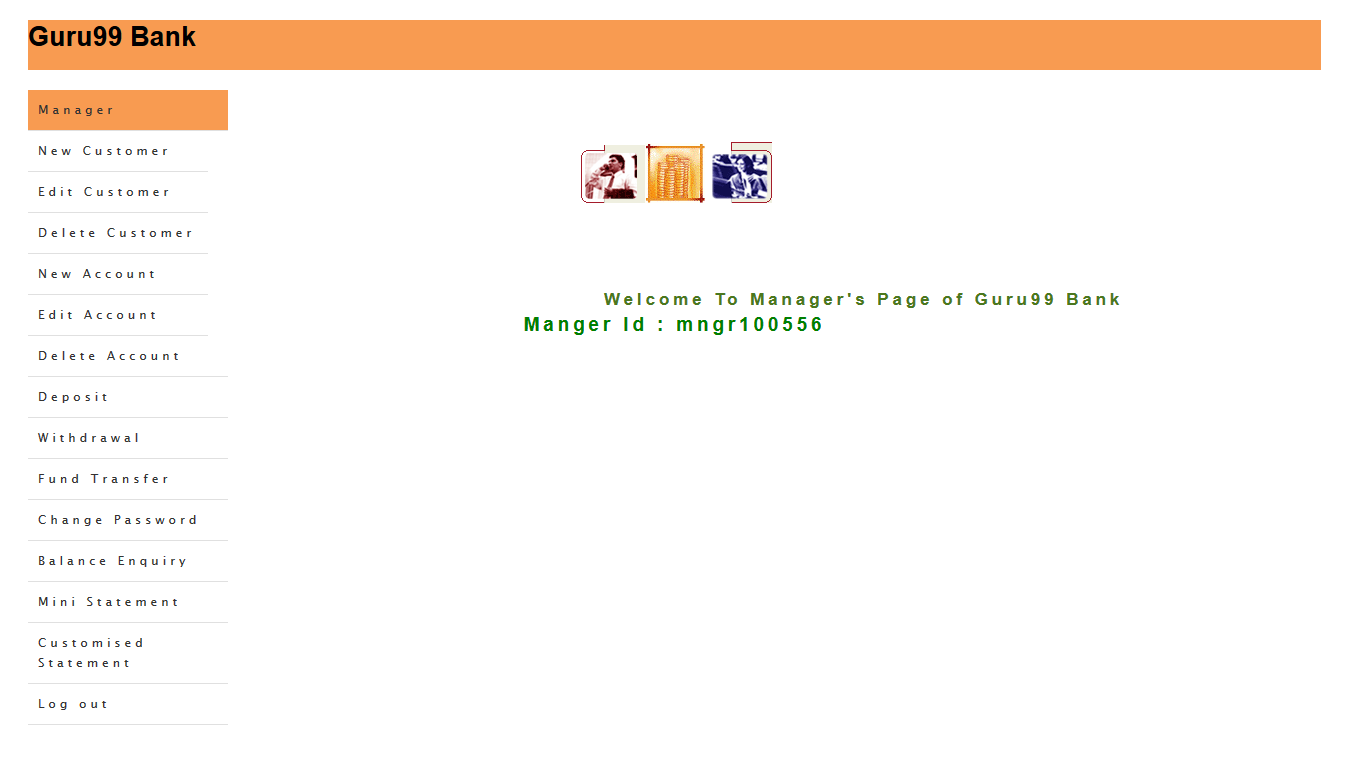 Guru99 Bank
Manager
New Customer
Edit Customer
Delete Customer
New Account
Edit Account
Delete Account
Deposit
Withdrawal
Fund Transfer
Change Password
Balance Enquiry
Mini Statement
Customised
Statement
Log out
Welcome To Manager's Page of Guru99 Bank
Manger Id : mngr100556